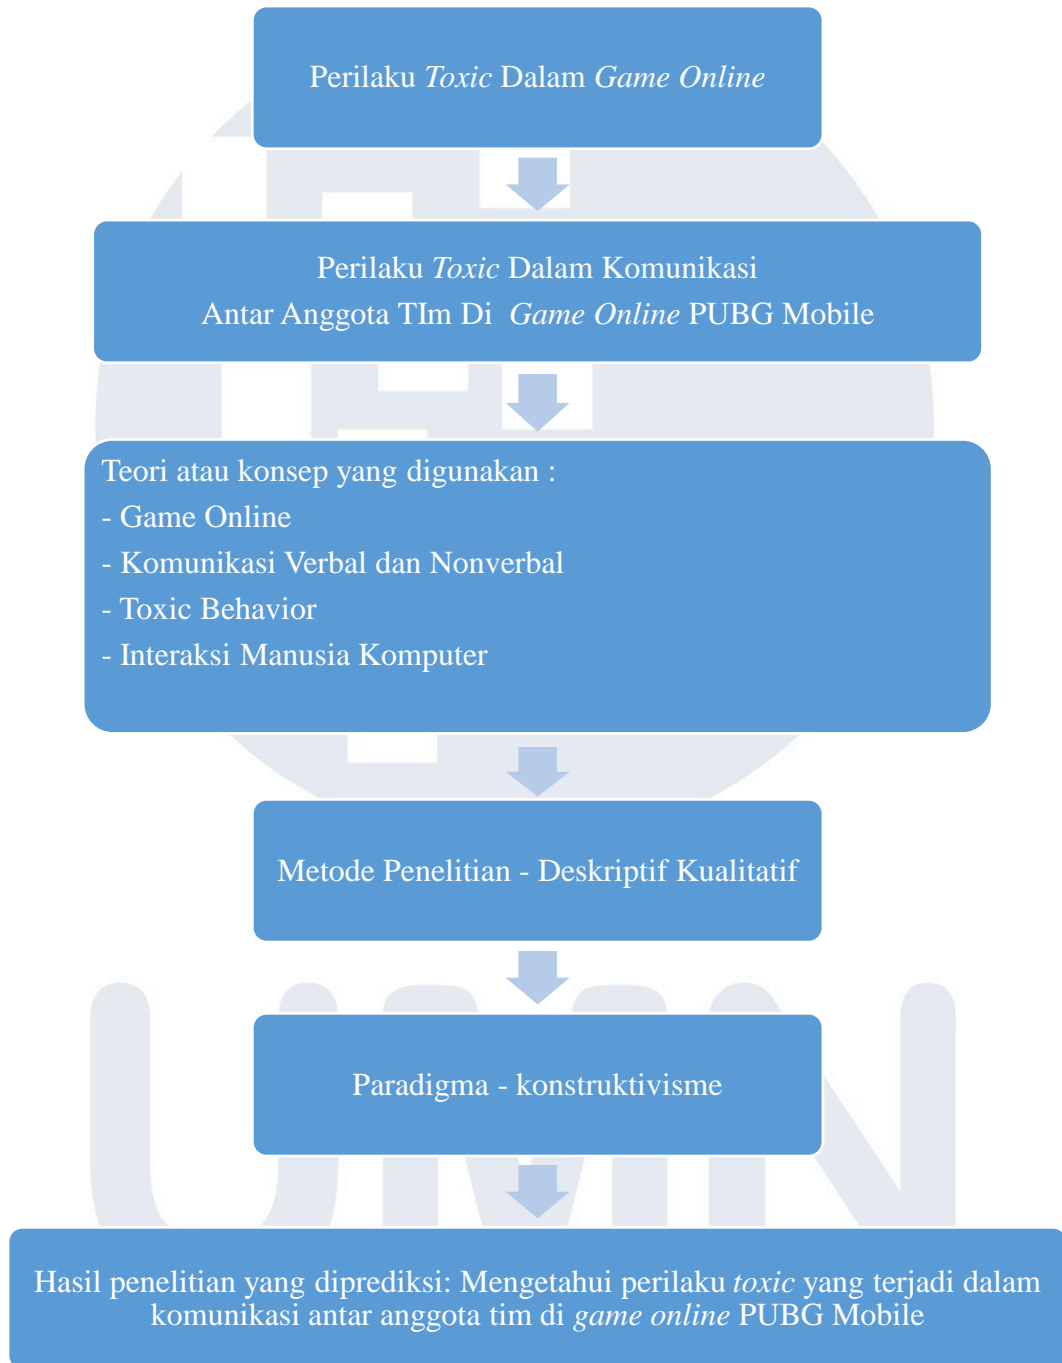 Perilaku Toxic Dalam Game Online
Perilaku Toxic Dalam Komunikasi
Antar Anggota TIm Di Game Online PUBG Mobile
Teori atau konsep yang digunakan :
- Game Online
- Komunikasi Verbal dan Nonverbal
- Toxic Behavior
- Interaksi Manusia Komputer
Metode Penelitian - Deskriptif Kualitatif
Paradigma - konstruktivisme
UMN
Hasil penelitian yang diprediksi: Mengetahui perilaku toxic yang terjadi dalam
komunikasi antar anggota tim di game online PUBG Mobile